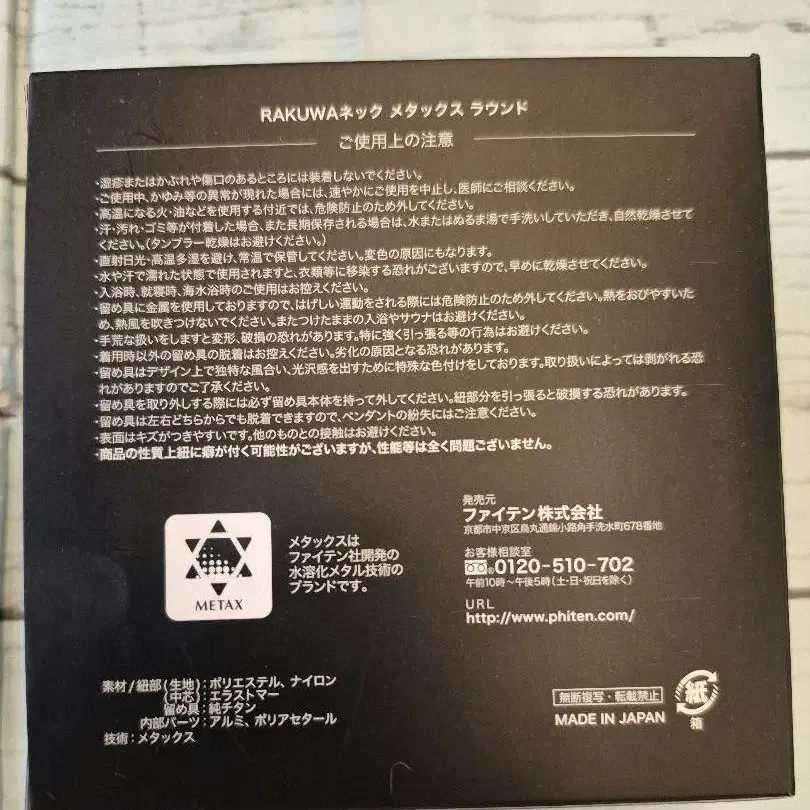 RAKUWAネック メタックス ラウンド
ご使用上の注意
・湿疹またはかぶれや傷口のあるところには装着しないでください。
・ご使用中、かゆみ等の異常が現れた場合には、速やかにご使用を中止し、医師にご相談ください。
・高温になる火・油などを使用する付近では、危険防止のため外してください。
・汗・汚れ・ゴミ等が付着した場合、また長期保存される場合は、水またはぬるま湯で手洗いしていただき、自然乾燥させて
ください。(タンブラー乾燥はお避けください。)
・直射日光・高温多湿を避け、常温で保管してください。変色の原因にもなります。
・水や汗で濡れた状態で使用されますと、衣類等に移染する恐れがございますので、早めに乾燥させてください。
・入浴時、就寝時、海水浴時のご使用はお控えください。
・留め具に金属を使用しておりますので、はげしい運動をされる際には危険防止のため外してください。熱をおびやすいた
め、熱風を吹きつけないでください。またつけたままの入浴やサウナはお避けください。
・手荒な扱いをしますと変形、破損の恐れがあります。特に強く引っ張る等の行為はお避けください。
・着用時以外の留め具の脱着はお控えください。劣化の原因となる恐れがあります。
・留め具はデザイン上で独特な風合い、光沢感を出すために特殊な色付けをしております。取り扱いによっては剥がれる恐
れがありますのでご了承ください。
・留め具を取り外しする際には必ず留め具本体を持って外してください。紐部分を引っ張ると破損する恐れがあります。
・留め具は左右どちらからでも脱着できますので、ペンダントの紛失にはご注意ください。
・表面はキズがつきやすいです。他のものとの接触はお避けください。
・商品の性質上紐に癖が付く可能性がございますが、性能等は全く問題ございません。
METAX
メタックスは
ファイテン社開発の
水溶化メタル技術の
ブランドです。
発売元
ファイテン株式会社
京都市中京区烏丸通錦小路角手洗水町678番地
お客様相談室
0120-510-702
午前10時〜午後5時(土・日・祝日を除く)
URL
http://www.phiten.com/
素材/紐部(生地):ポリエステル、ナイロン
(中芯):エラストマー
留め具:純チタン
内部パーツ:アルミ、ポリアセタール
技術:メタックス
無断複写・転載禁止
MADE IN JAPAN
紙
箱